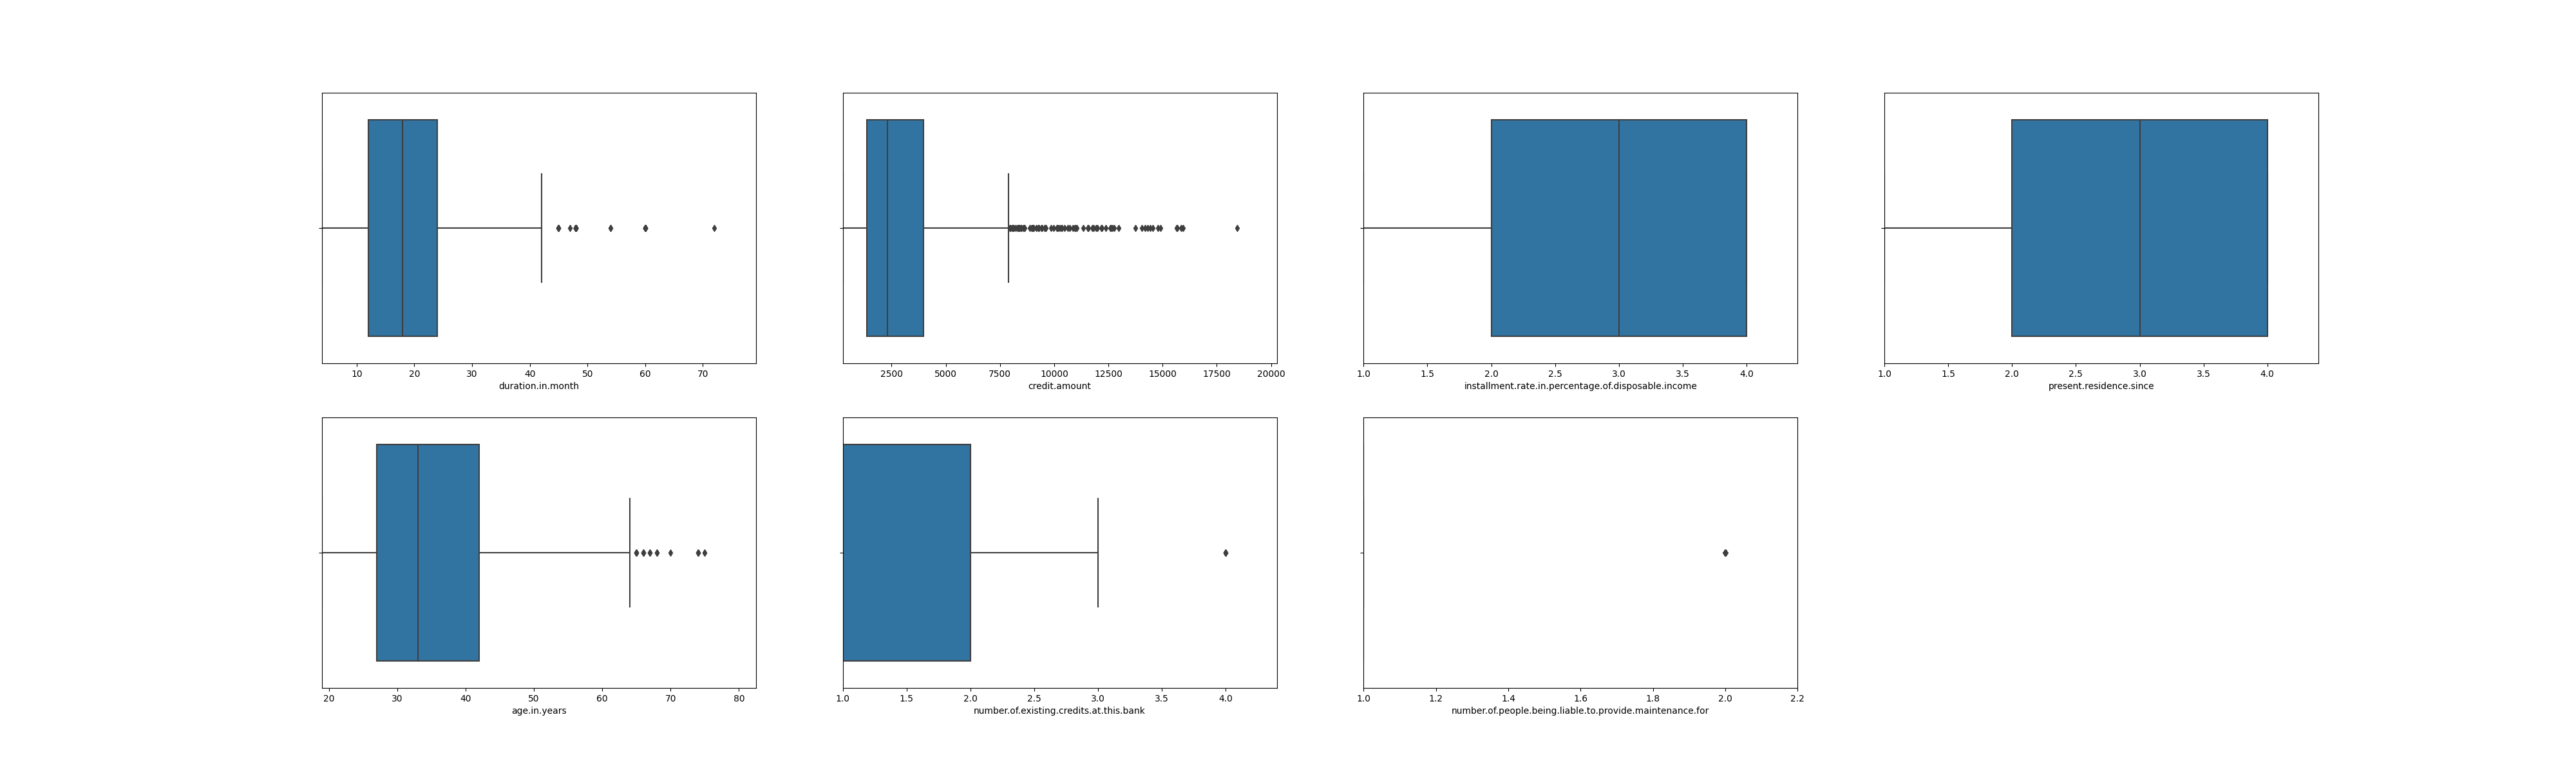 10 20 30 40 50 60 70
duration.in.month
2500 5000 7500 10000 12500 15000 17500 20000
credit.amount
1.0 1.5 2.0 2.5 3.0 3.5 4.0
installment.rate.in.percentage.of.disposable.income
1.0 1.5 2.0 2.5 3.0 3.5 4.0
present.residence.since
20 30 40 50 60 70 80
age.in.years
1.0 1.5 2.0 2.5 3.0 3.5 4.0
number.of.existing.credits.at.this.bank
1.0 1.2 1.4 1.6 1.8 2.0 2.2
number.of.people.being.liable.to.provide.maintenance.for